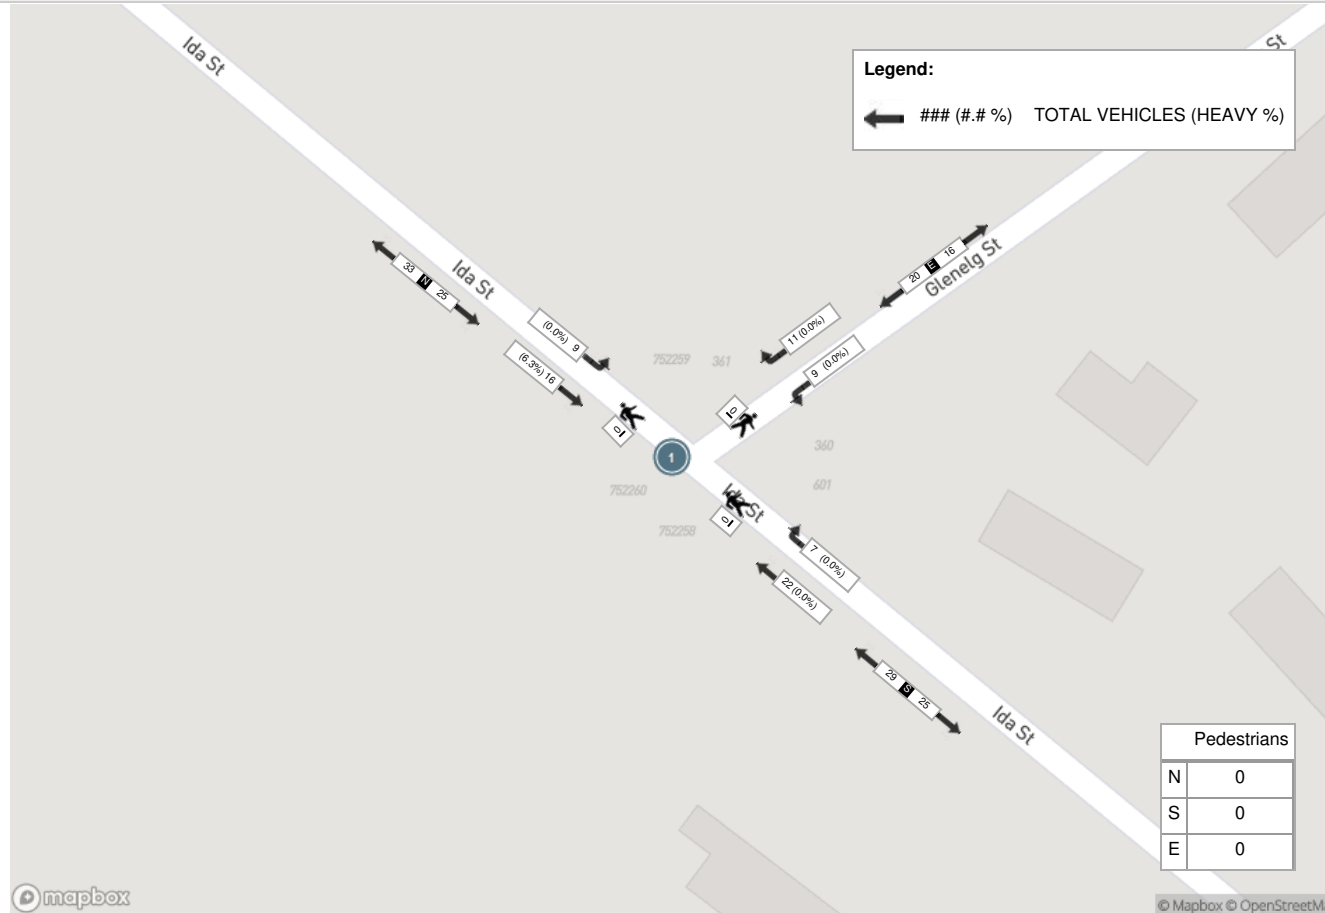 Ida St
St
Legend:
### (#.# %) TOTAL VEHICLES (HEAVY %)
Ida St
33 N 25
20 E 16
Glenelg St
(0.0%) 9
11 (0.0%)
(6.3%) 16
9 (0.0%)
752259
361
0
0
1
360
601
752260
Ida St
0
752258
7 (0.0%)
22 (0.0%)
29 S 25
Ida St
Pedestrians
N 0
S 0
E 0
mapbox
© Mapbox © OpenStreetM